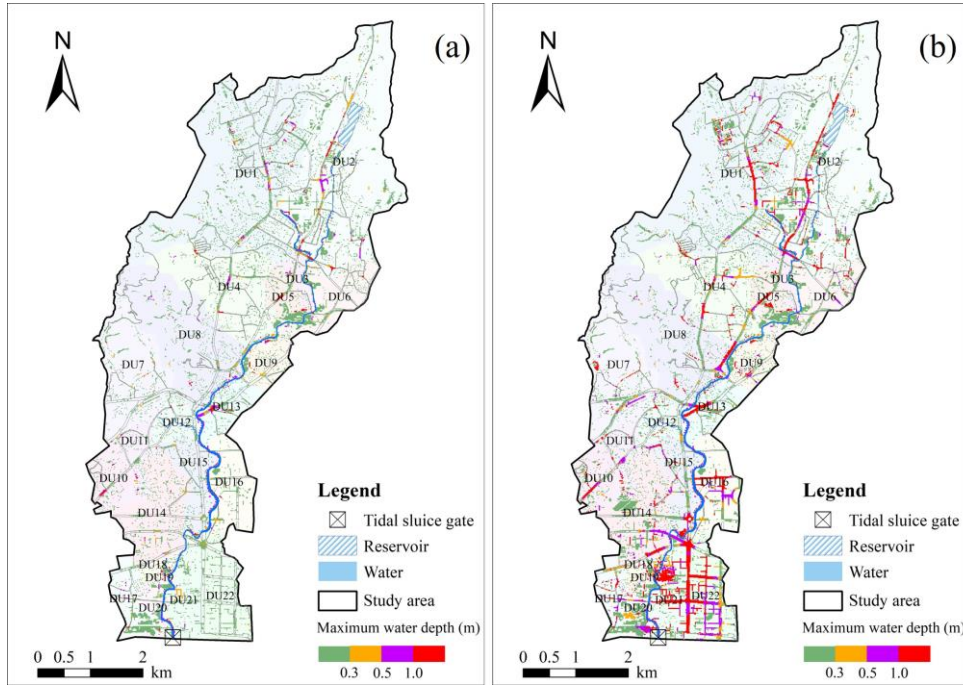 N
(a)
DU1
DU2
DU3
DU4
DU5
DU6
DU8
DU7
DU9
DU13
DU12
DU11
DU15
DU10
DU16
DU14
DU18
DU19
DU17
DU21
DU22
DU20
Legend
Tidal sluice gate
Reservoir
Water
Study area
Maximum water depth (m)
0.3 0.5 1.0
0 0.5 1 2
km
N
(b)
DU1
DU2
DU3
DU4
DU5
DU6
DU8
DU7
DU9
DU13
DU12
DU11
DU15
DU10
DU16
DU14
DU18
DU19
DU17
DU21
DU22
DU20
Legend
Tidal sluice gate
Reservoir
Water
Study area
Maximum water depth (m)
0.3 0.5 1.0
0 0.5 1 2
km